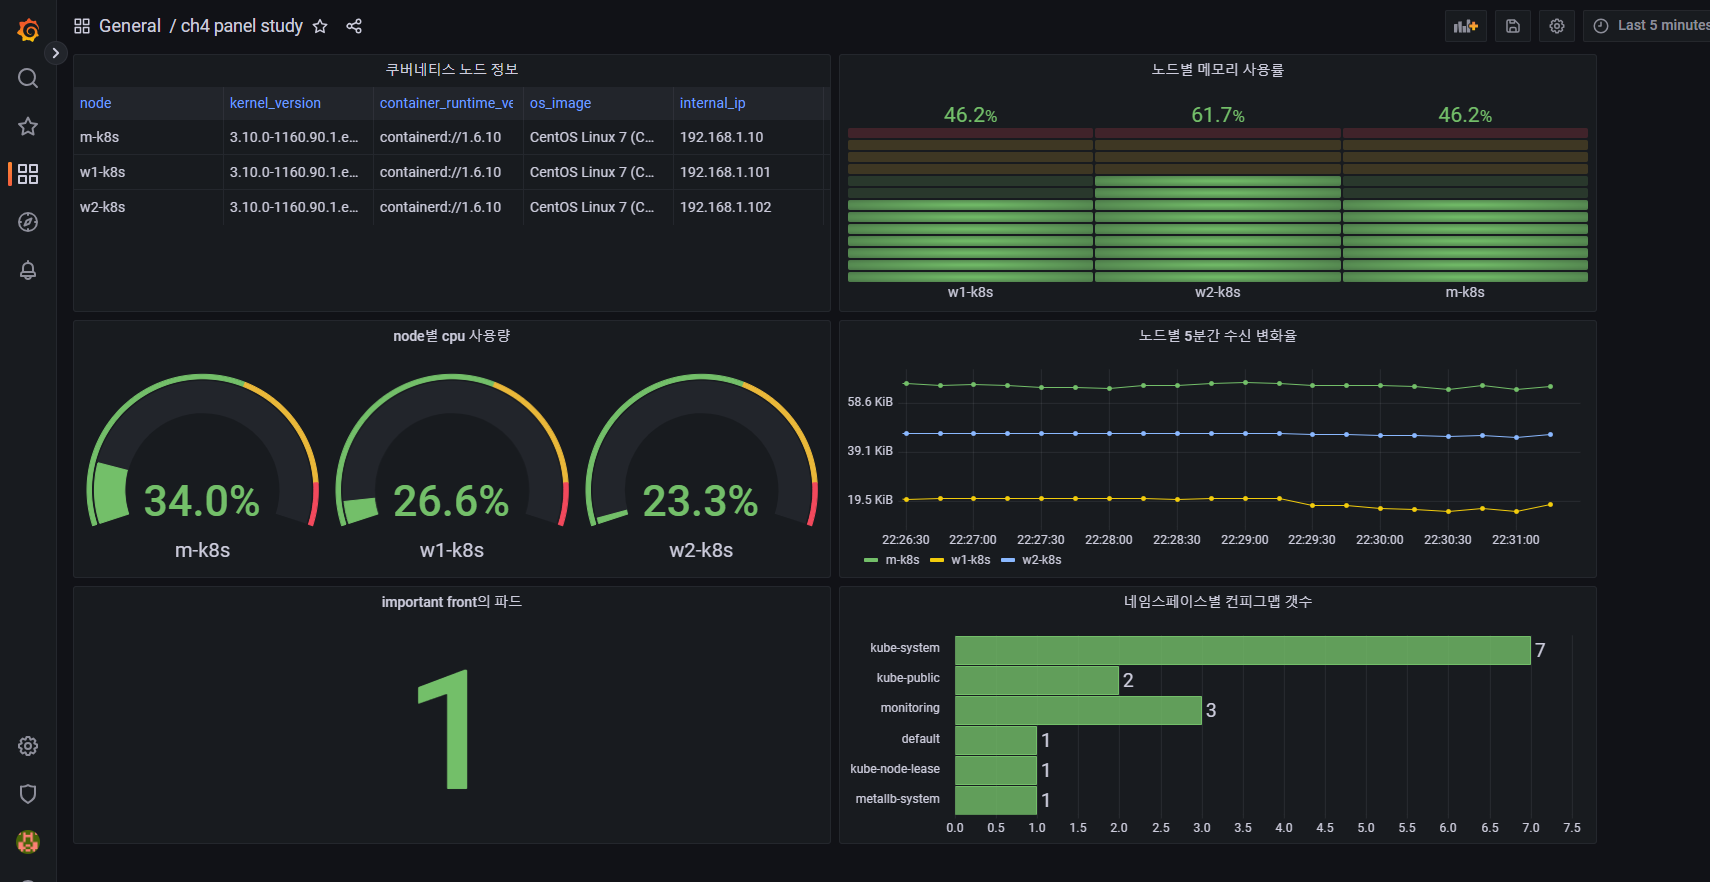 General / ch4 panel study
Last 5 minutes
쿠버네티스 노드 정보
node kernel_version container_runtime_ve os_image internal_ip
m-k8s 3.10.0-1160.90.1.e... containerd://1.6.10 CentOS Linux 7 (C... 192.168.1.10
w1-k8s 3.10.0-1160.90.1.e... containerd://1.6.10 CentOS Linux 7 (C... 192.168.1.101
w2-k8s 3.10.0-1160.90.1.e... containerd://1.6.10 CentOS Linux 7 (C... 192.168.1.102
노드별 메모리 사용률
46.2% 61.7% 46.2%
w1-k8s w2-k8s m-k8s
node별 cpu 사용량
34.0% 26.6% 23.3%
m-k8s w1-k8s w2-k8s
노드별 5분간 수신 변화율
58.6 KiB
39.1 KiB
19.5 KiB
22:26:30 22:27:00 22:27:30 22:28:00 22:28:30 22:29:00 22:29:30 22:30:00 22:30:30 22:31:00
m-k8s w1-k8s w2-k8s
important front의 파드
1
네임스페이스별 컨피그맵 갯수
kube-system 7
kube-public 2
monitoring 3
default 1
kube-node-lease 1
metallb-system 1
0.0 0.5 1.0 1.5 2.0 2.5 3.0 3.5 4.0 4.5 5.0 5.5 6.0 6.5 7.0 7.5